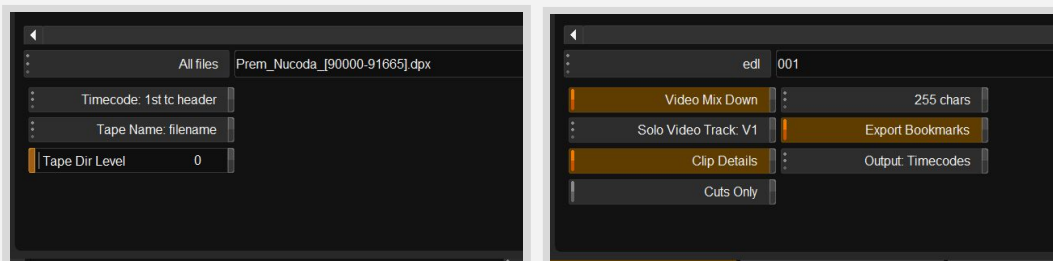 All files Prem_Nucoda_[90000-91665].dpx
Timecode: 1st tc header
Tape Name: filename
Tape Dir Level 0
edl 001
Video Mix Down 255 chars
Solo Video Track: V1 Export Bookmarks
Clip Details Output: Timecodes
Cuts Only